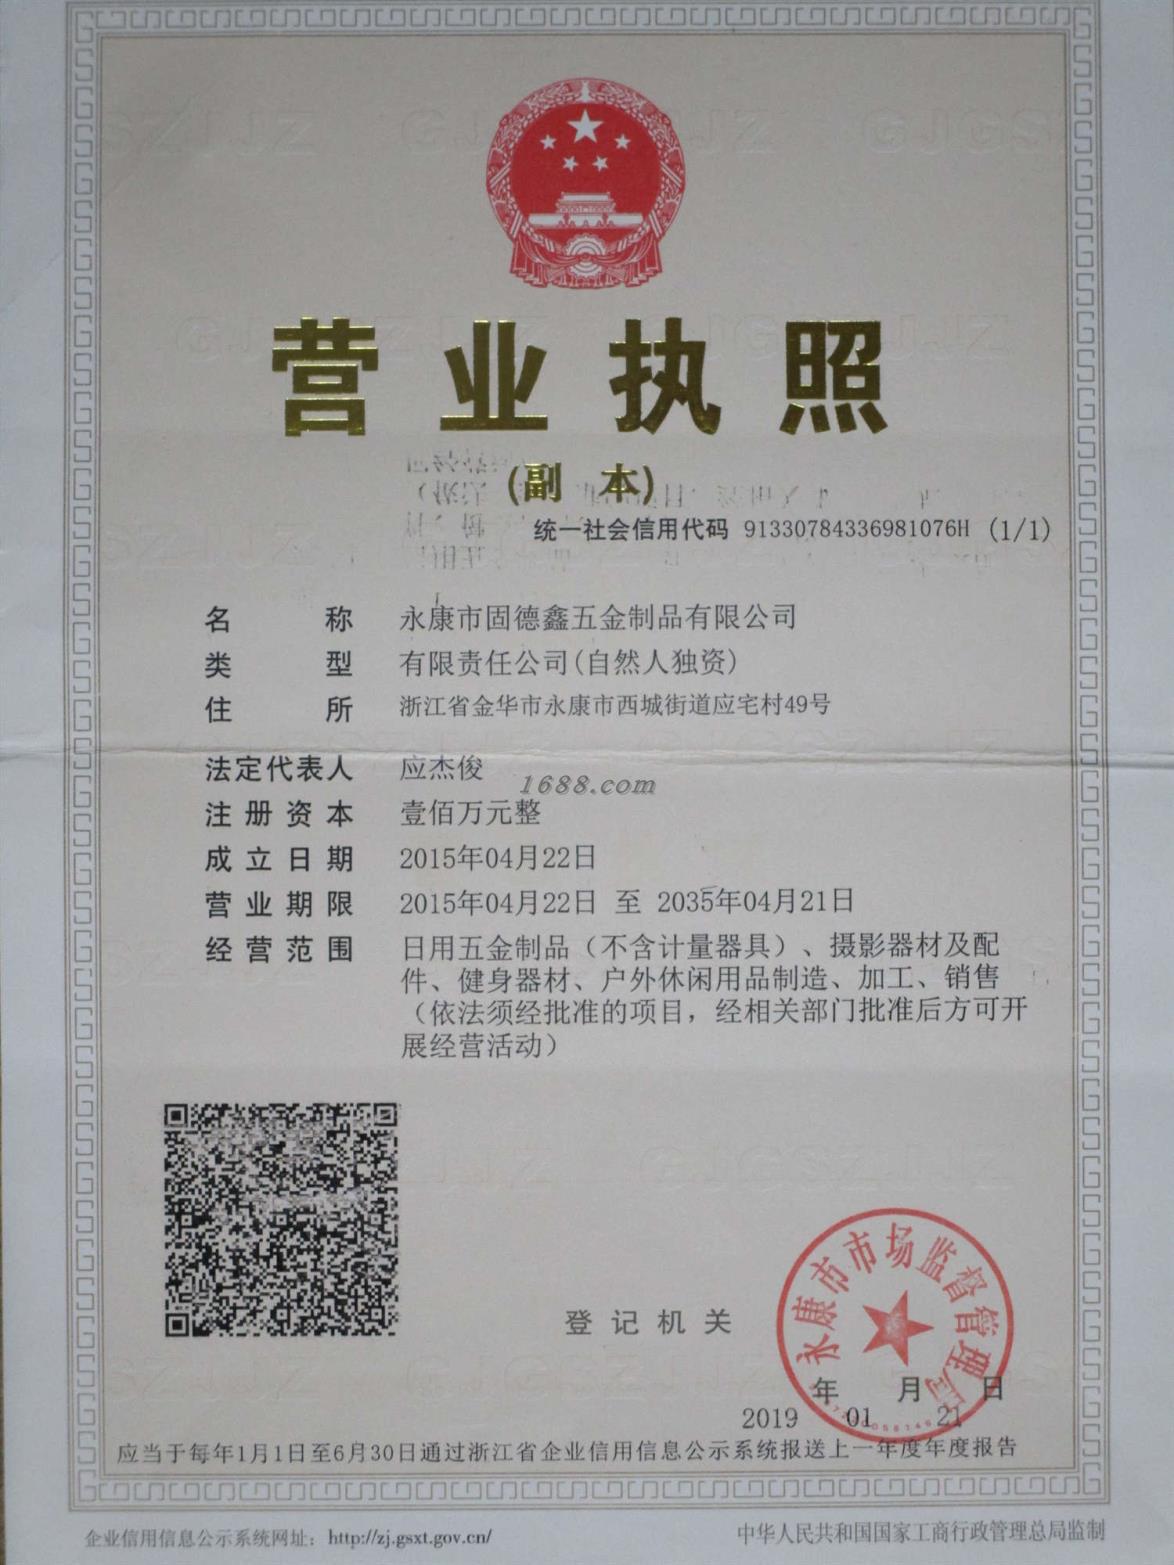 营业执照
(副 本)
统一社会信用代码 91330784336981076H (1/1)
名 称 永康市固德鑫五金制品有限公司
类 型 有限责任公司(自然人独资)
住 所 浙江省金华市永康市西城街道应宅村49号
法定代表人 应杰俊
1688.com
注册资本 壹佰万元整
成立日期 2015年04月22日
营业期限 2015年04月22日 至 2035年04月21日
经营范围 日用五金制品（不含计量器具）、摄影器材及配
件、健身器材、户外休闲用品制造、加工、销售
（依法须经批准的项目，经相关部门批准后方可开
展经营活动）
登记机关
永康市市场监督管理局
年 月 日
2019 01 21
应当于每年1月1日至6月30日通过浙江省企业信用信息公示系统报送上一年度年度报告
企业信用信息公示系统网址：http://zj.gsxt.gov.cn/
中华人民共和国国家工商行政管理总局监制